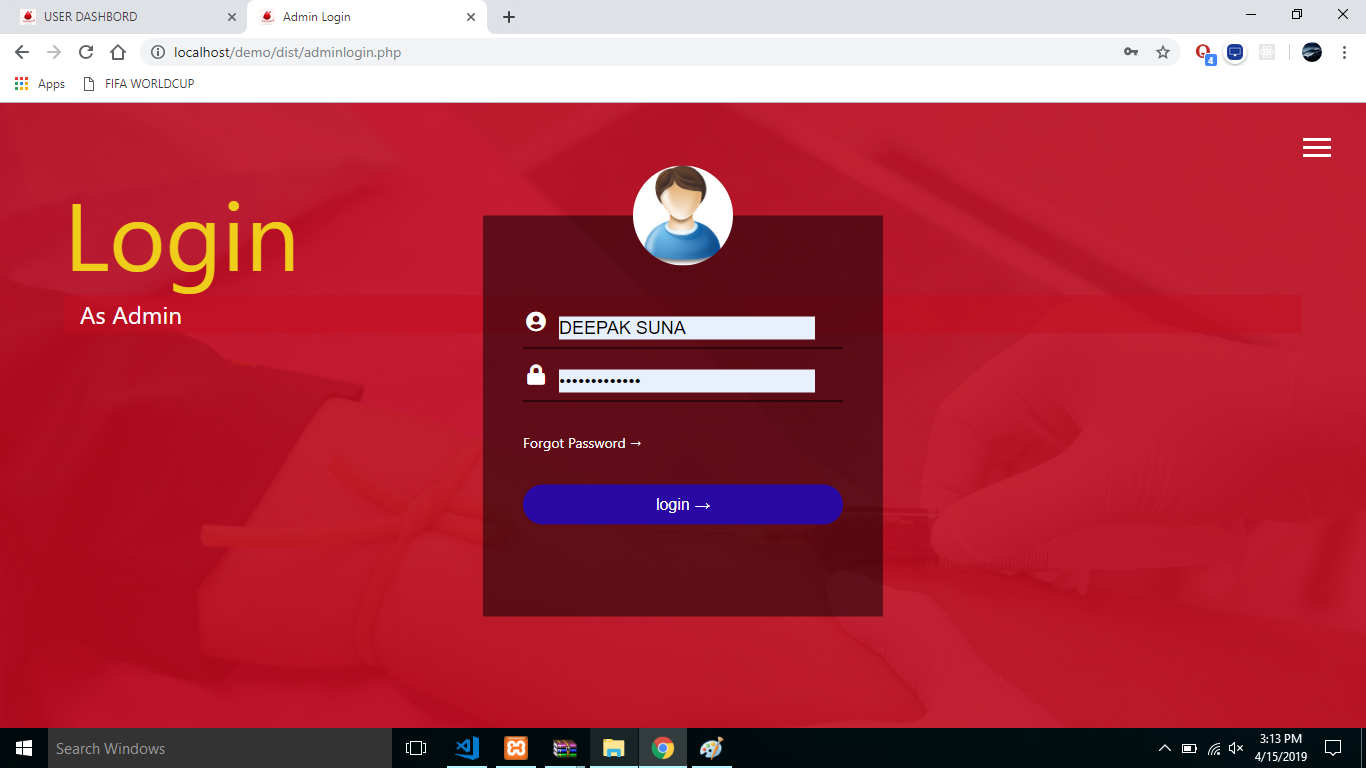 USER DASHBORD
Admin Login
localhost/demo/dist/adminlogin.php
4
Apps
FIFA WORLDCUP
Login
As Admin
DEEPAK SUNA
•••••••••••••
Forgot Password →
login →
Search Windows
3:13 PM
4/15/2019